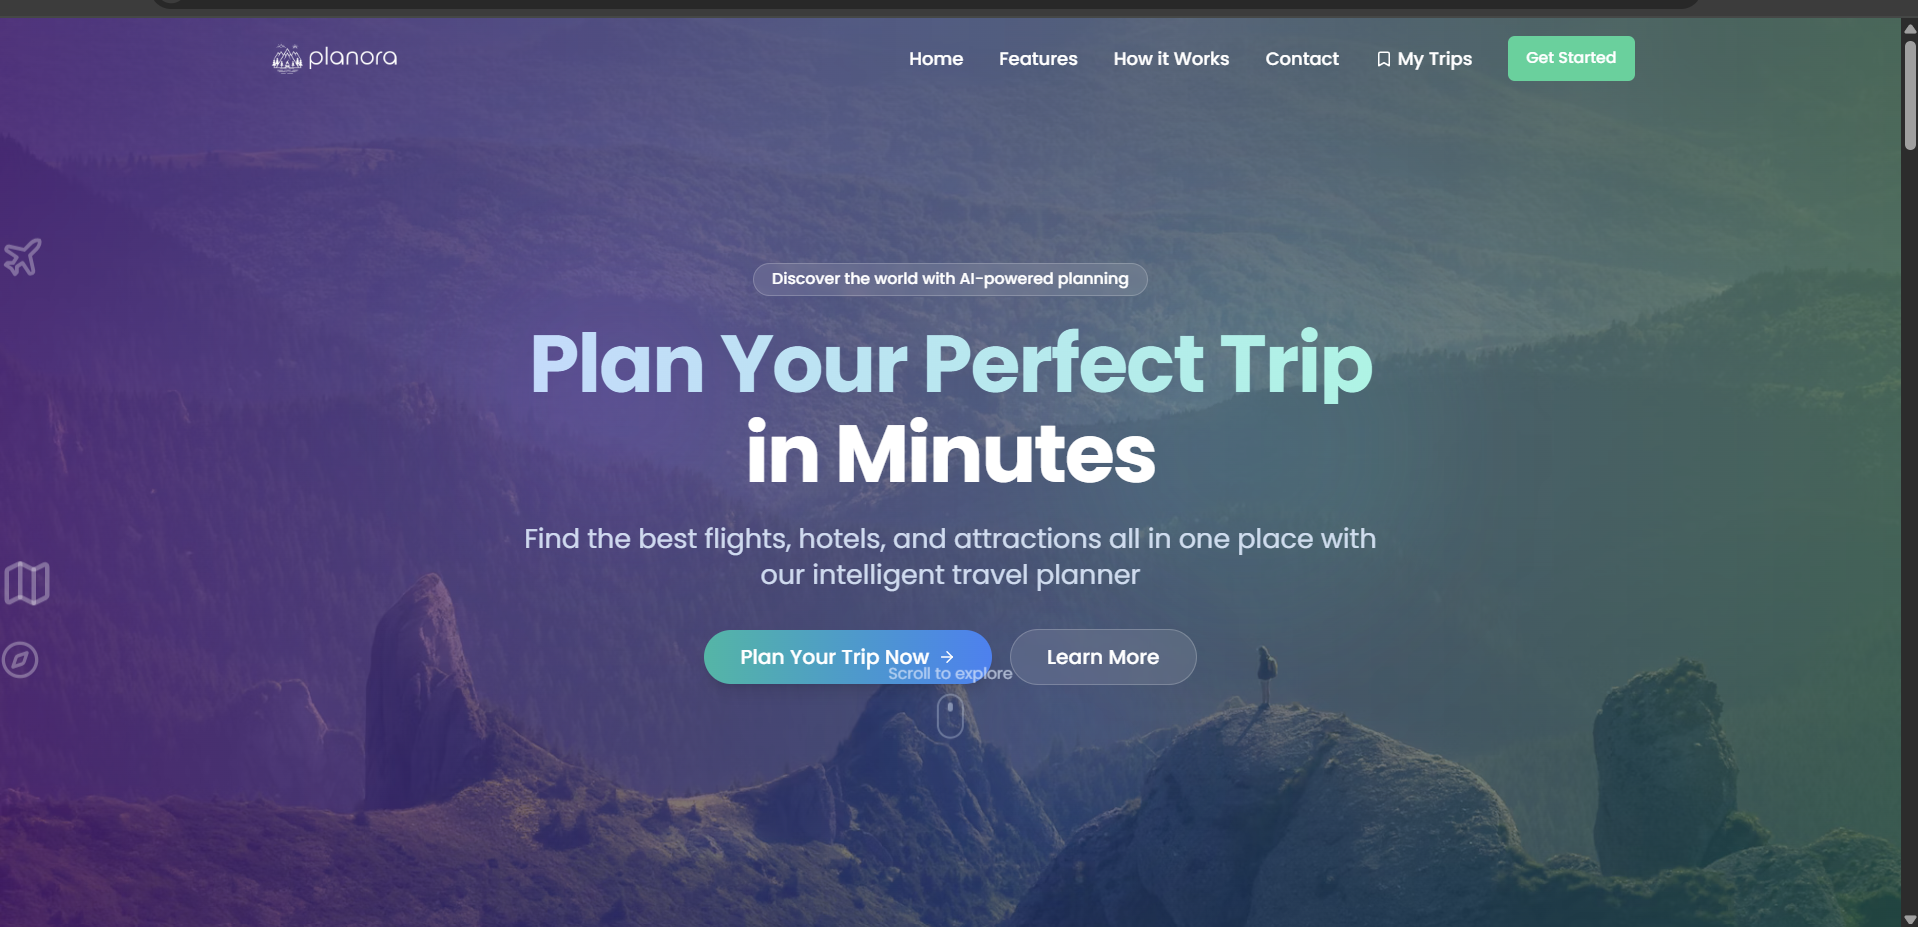 planora
Home Features How it Works Contact My Trips Get Started
Discover the world with AI-powered planning
Plan Your Perfect Trip
in Minutes
Find the best flights, hotels, and attractions all in one place with
our intelligent travel planner
Plan Your Trip Now → Learn More
Scroll to explore